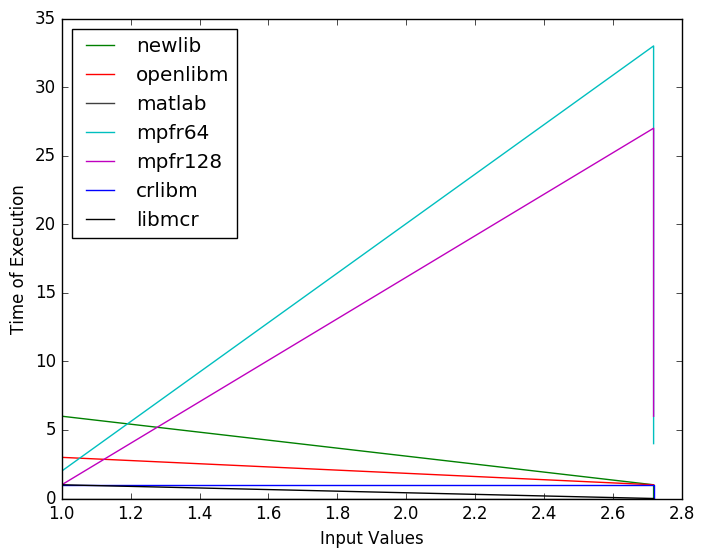 35
30
25
20
15
10
5
0
Time of Execution
newlib
openlibm
matlab
mpfr64
mpfr128
crlibm
libmcr
1.0 1.2 1.4 1.6 1.8 2.0 2.2 2.4 2.6 2.8
Input Values